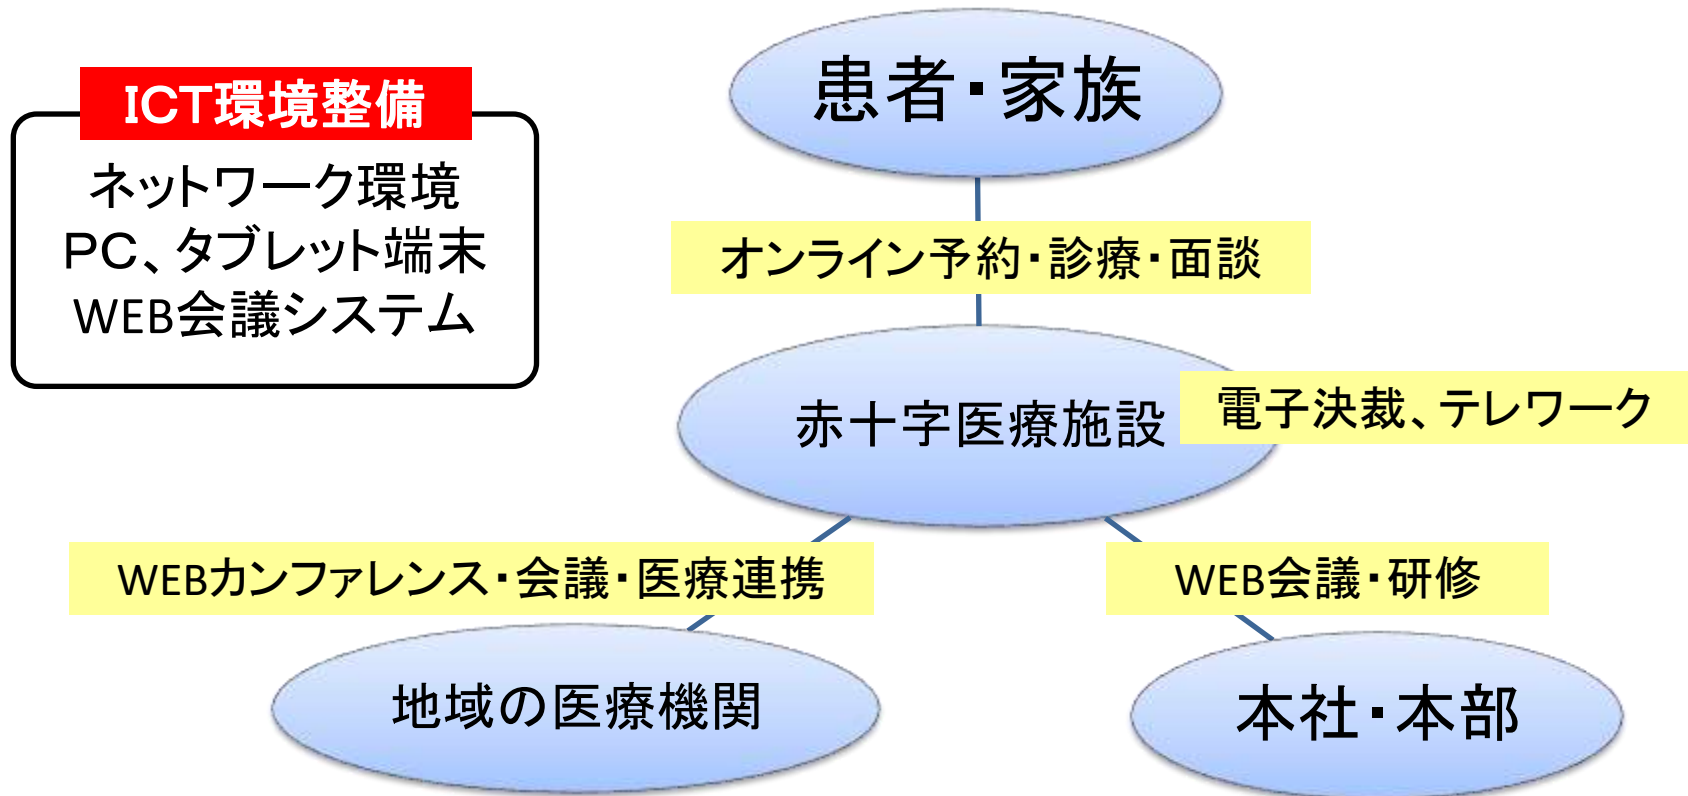 ICT環境整備
ネットワーク環境
PC、タブレット端末
WEB会議システム
患者・家族
オンライン予約・診療・面談
赤十字医療施設
電子決裁、テレワーク
WEBカンファレンス・会議・医療連携
WEB会議・研修
地域の医療機関
本社・本部